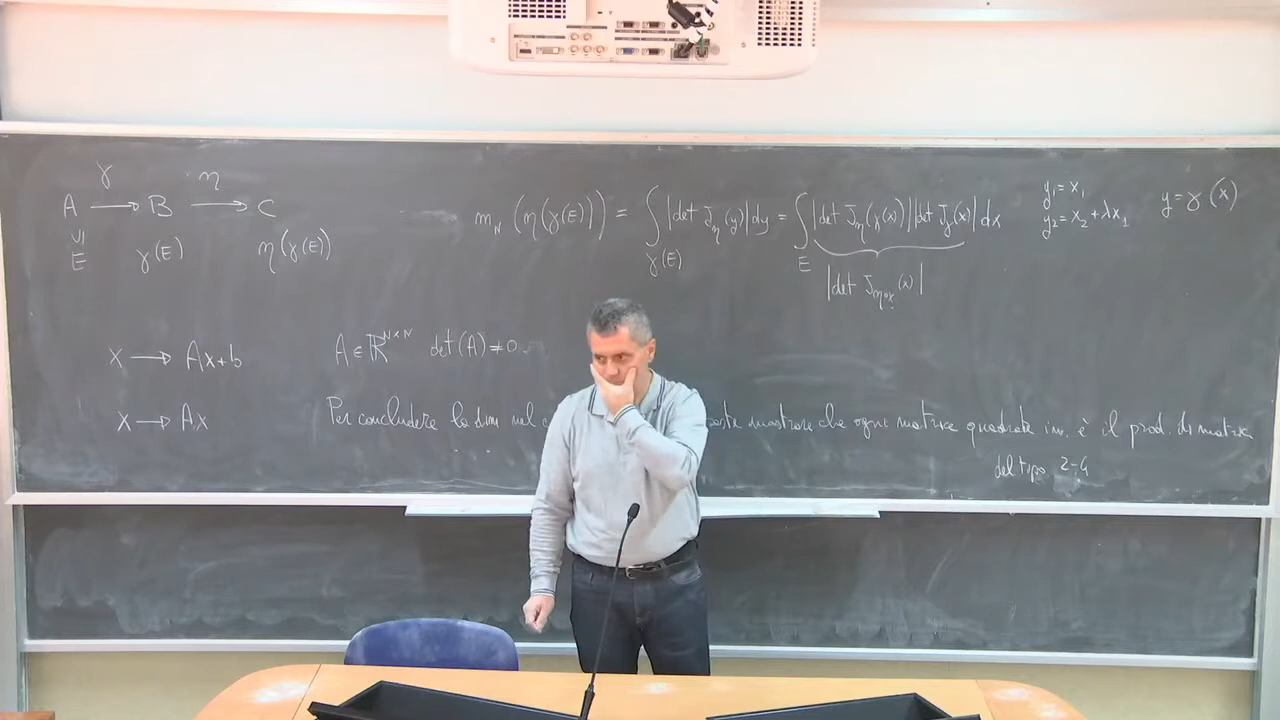 γ η
A ⟶ B ⟶ C
⊆
E γ(E) η(γ(E))
m_N (η(γ(E))) = ∫_{γ(E)} |det J_η(y)| dy = ∫_E |det J_η(γ(x))| |det J_γ(x)| dx
|det J_{η∘γ}(x)|
y₁ = x₁
y₂ = x₂ + λx₁
y = γ(x)
x ⟶ Ax+b
A ∈ ℝ^{N×N} det(A) ≠ 0
x ⟶ Ax
Per concludere la dim nel mostrare che ogni matrice quadrata inv. è il prod. di matrici
del tipo 2-4